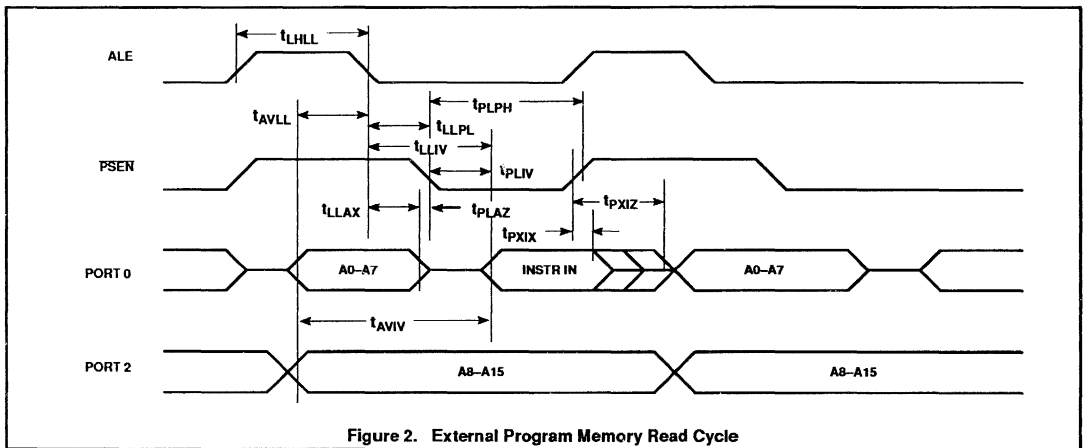 tLHLL
ALE
tPLPH
tAVLL
tLLPL
tLLIV
PSEN
tPLIV
tLLAX
tPLAZ
tPXIZ
tPXIX
PORT 0
A0–A7
INSTR IN
A0–A7
tAVIV
PORT 2
A8–A15
A8–A15
Figure 2. External Program Memory Read Cycle